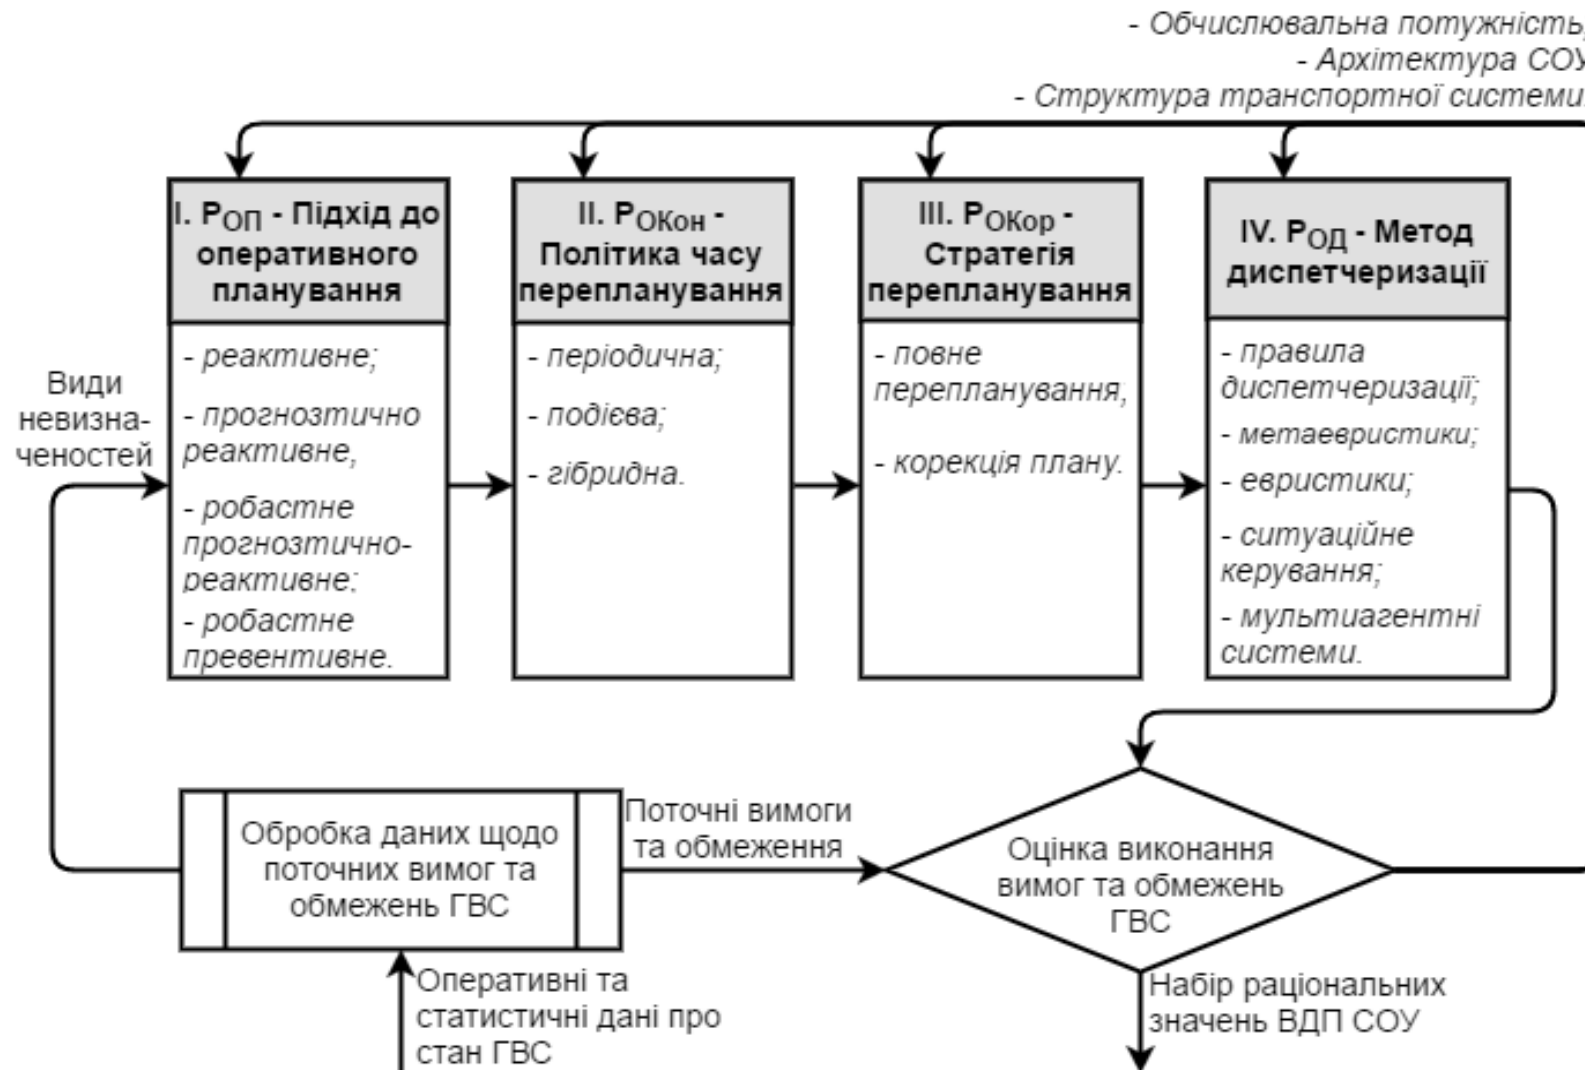 - Обчислювальна потужність;
- Архітектура СОУ
- Структура транспортної системи.
I. РОП - Підхід до
оперативного
планування
- реактивне;
- прогнозтично
реактивне,
- робастне
прогнозтично-
реактивне;
- робастне
превентивне.
II. РОКон -
Політика часу
перепланування
- періодична;
- подієва;
- гібридна.
III. РОКор -
Стратегія
перепланування
- повне
перепланування;
- корекція плану.
IV. РОД - Метод
диспетчеризації
- правила
диспетчеризації;
- метаевристики;
- евристики;
- ситуаційне
керування;
- мультиагентні
системи.
Види
невизна-
ченостей
Обробка даних щодо
поточних вимог та
обмежень ГВС
Поточні вимоги
та обмеження
Оцінка виконання
вимог та обмежень
ГВС
Оперативні та
статистичні дані про
стан ГВС
Набір раціональних
значень ВДП СОУ